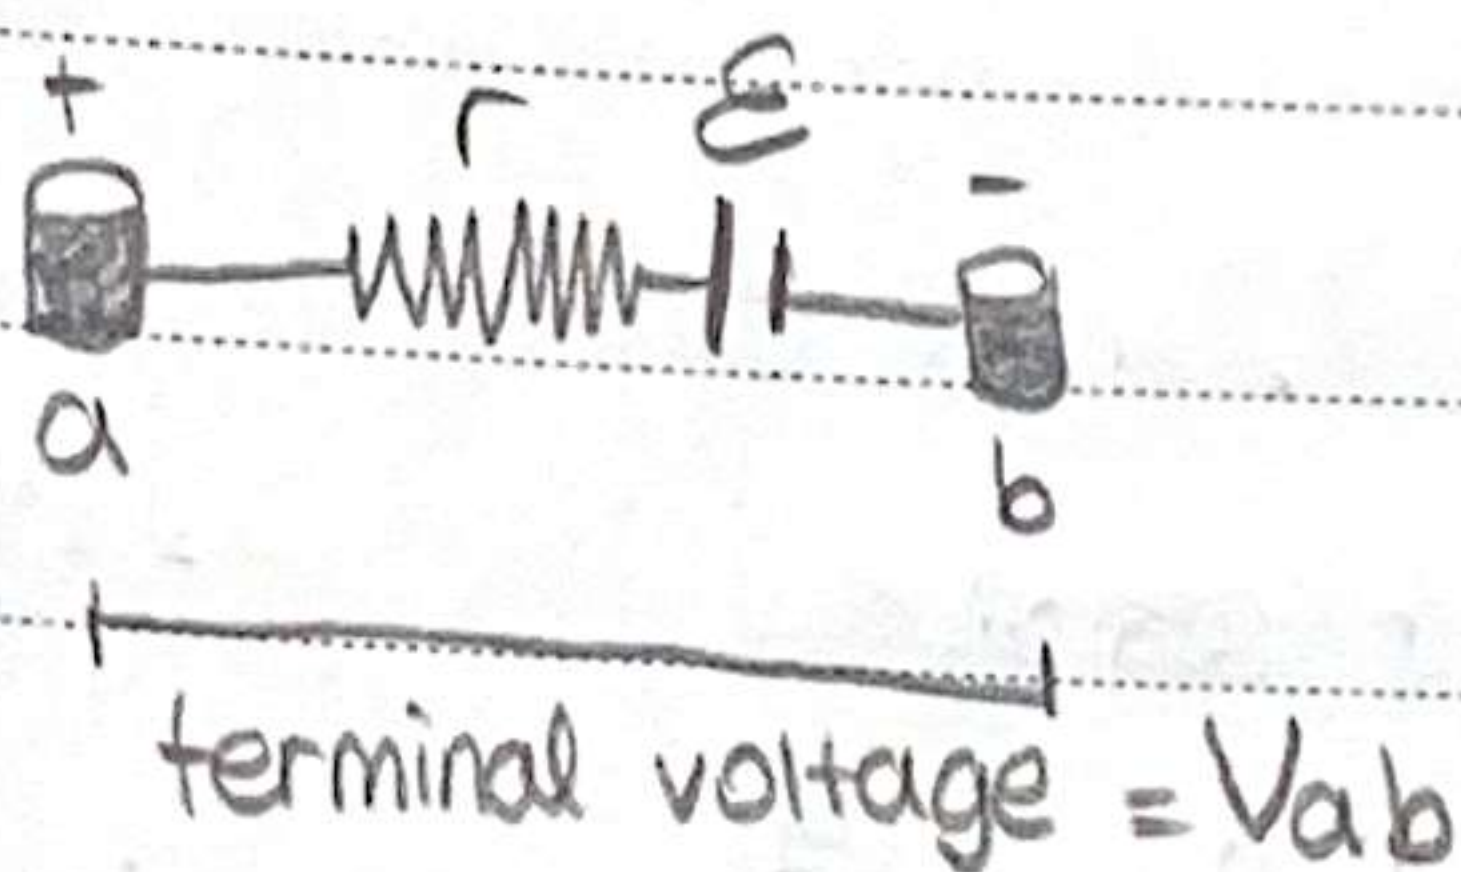 +
r
ℰ
-
a
b
terminal voltage = Vab